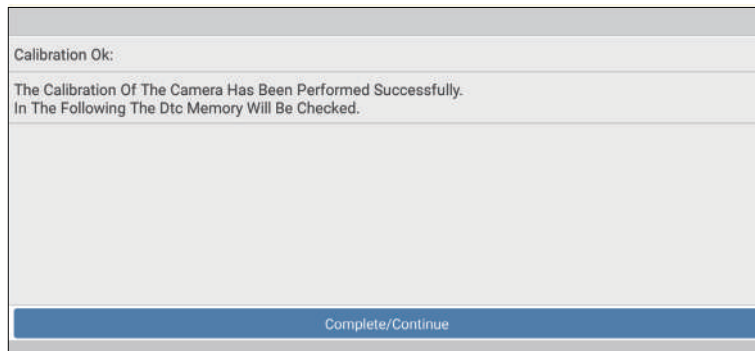 Calibration Ok:
The Calibration Of The Camera Has Been Performed Successfully.
In The Following The Dtc Memory Will Be Checked.
Complete/Continue